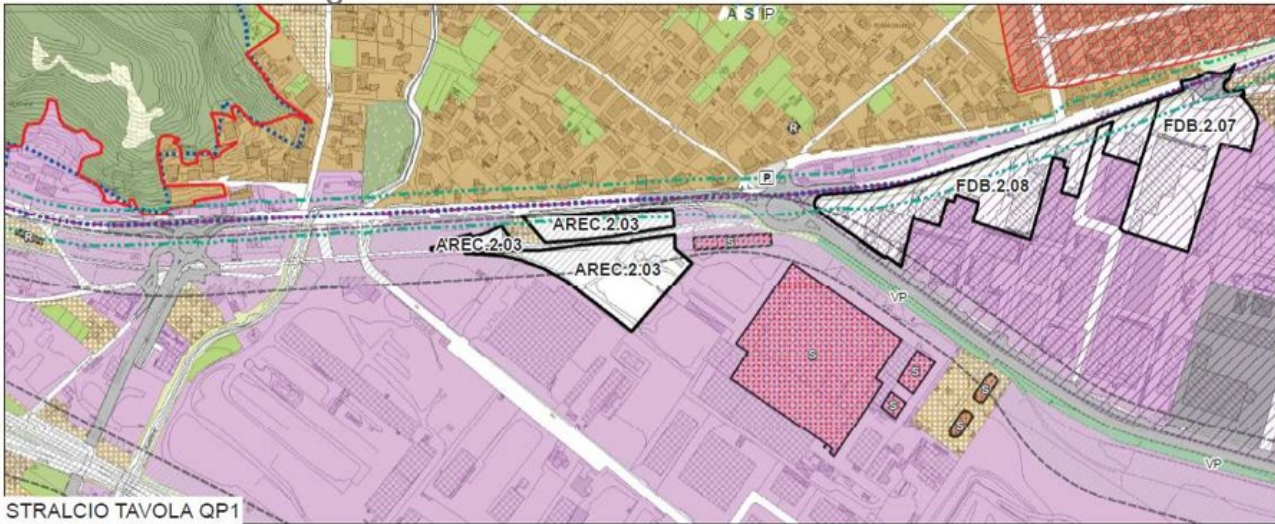 A S IP
FDB.2.07
R
P
FDB.2.08
R
AREC.2.03
AREC.2.03
S
AREC.2.03
VP
S
S
S
S
S
VP
STRALCIO TAVOLA QP1